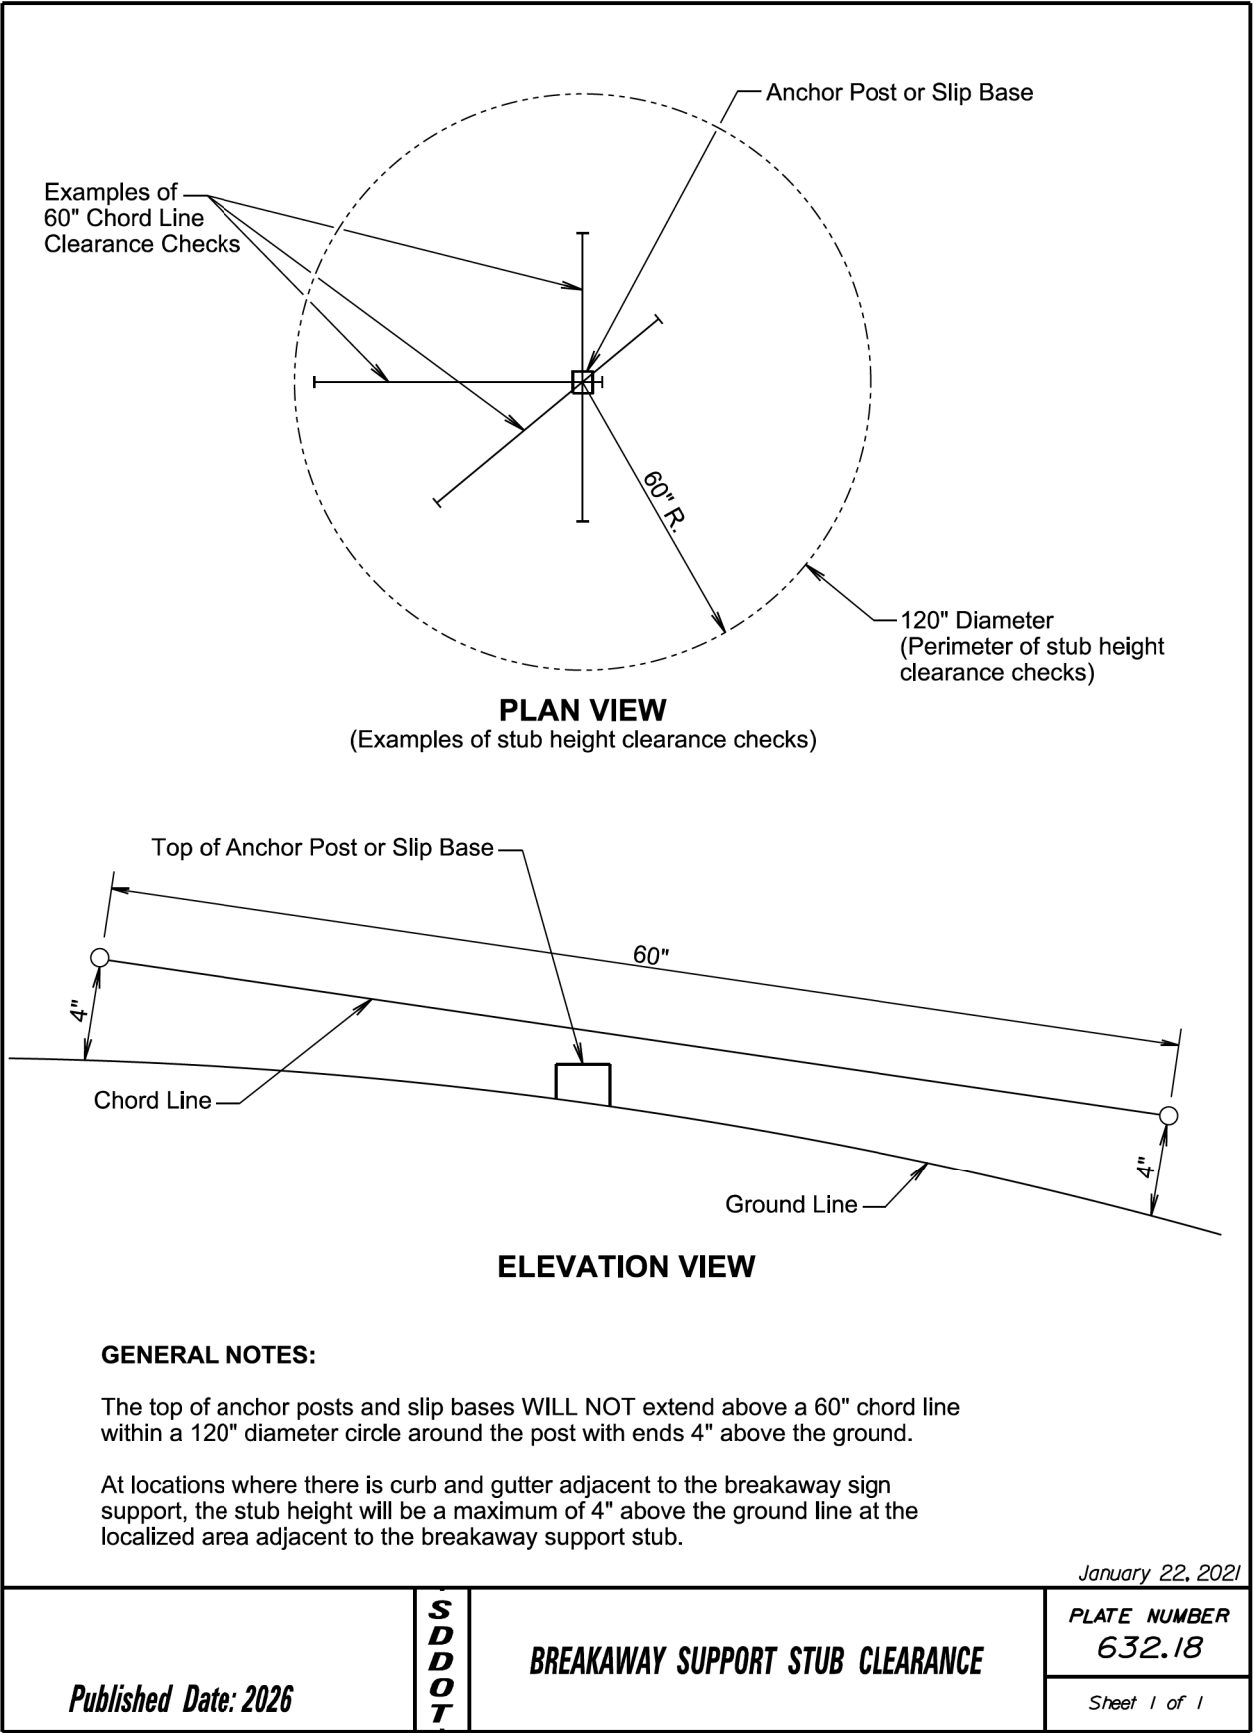 Anchor Post or Slip Base
Examples of
60" Chord Line
Clearance Checks
60" R.
120" Diameter
(Perimeter of stub height
clearance checks)
PLAN VIEW
(Examples of stub height clearance checks)
Top of Anchor Post or Slip Base
60"
4"
Chord Line
4"
Ground Line
ELEVATION VIEW
GENERAL NOTES:
The top of anchor posts and slip bases WILL NOT extend above a 60" chord line
within a 120" diameter circle around the post with ends 4" above the ground.
At locations where there is curb and gutter adjacent to the breakaway sign
support, the stub height will be a maximum of 4" above the ground line at the
localized area adjacent to the breakaway support stub.
January 22, 2021
Published Date: 2026
SDDOT
BREAKAWAY SUPPORT STUB CLEARANCE
PLATE NUMBER
632.18
Sheet 1 of 1